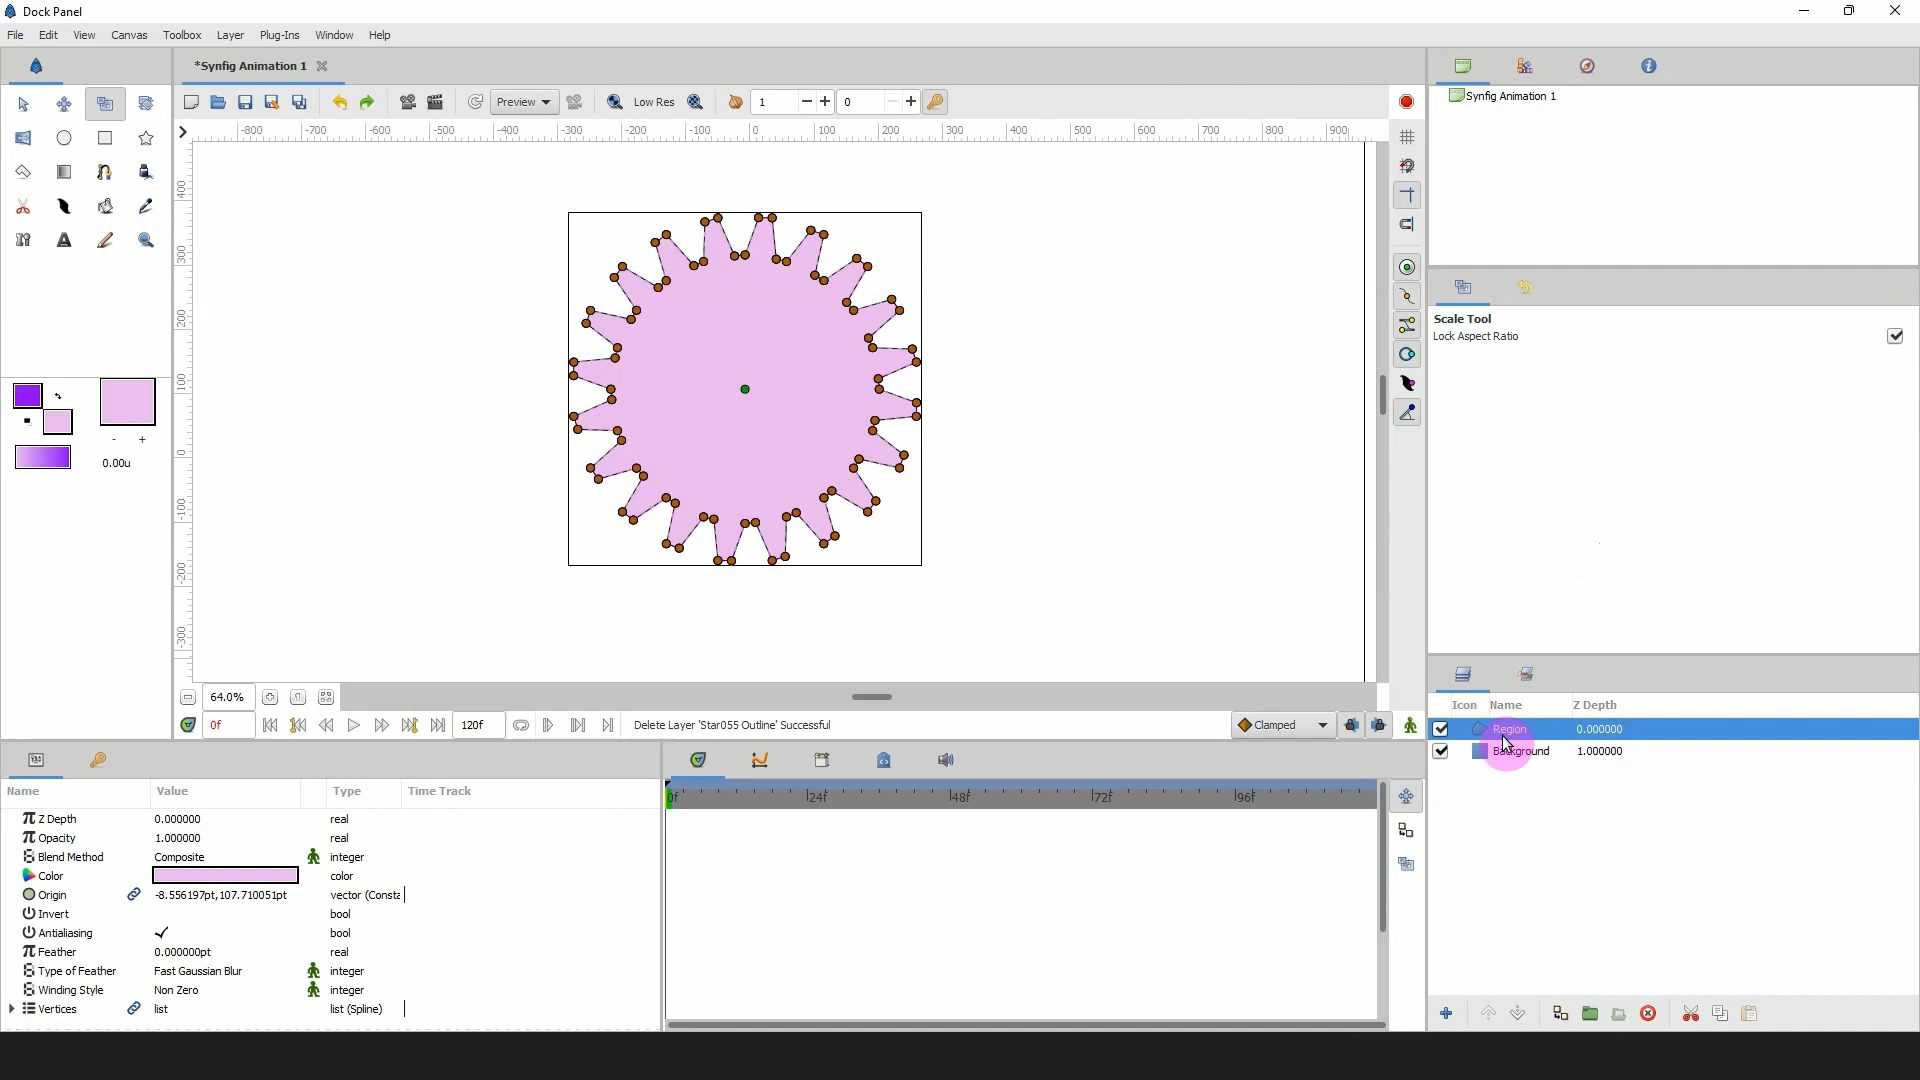 Dock Panel
File Edit View Canvas Toolbox Layer Plug-Ins Window Help
*Synfig Animation 1
Preview Low Res 1 0
-800 -700 -600 -500 -400 -300 -200 -100 0 100 200 300 400 500 600 700 800 900
400
300
200
100
0
-100
-200
-300
- +
0.00u
Synfig Animation 1
Scale Tool
Lock Aspect Ratio
64.0%
0f 120f Delete Layer 'Star055 Outline' Successful Clamped
Icon Name Z Depth
Region 0.000000
Background 1.000000
Name Value Type Time Track
Z Depth 0.000000 real
Opacity 1.000000 real
Blend Method Composite integer
Color color
Origin -8.556197pt,107.710051pt vector (Consta
Invert bool
Antialiasing bool
Feather 0.000000pt real
Type of Feather Fast Gaussian Blur integer
Winding Style Non Zero integer
Vertices list list (Spline)
0f 24f 48f 72f 96f